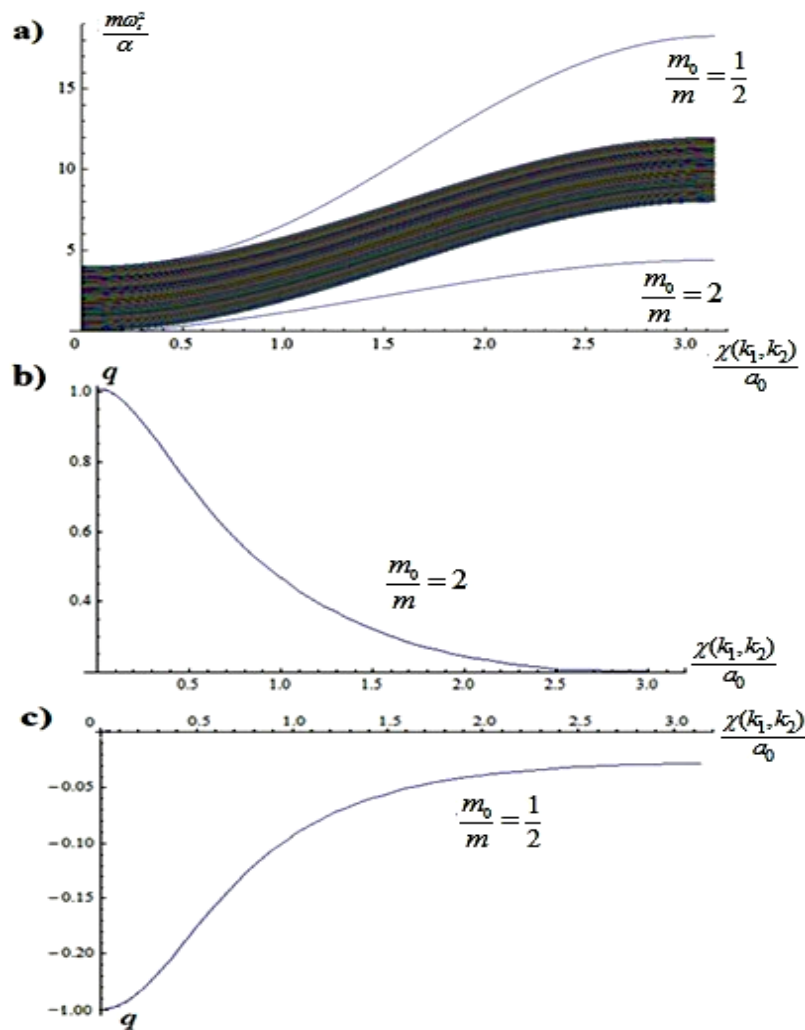 a)
mω_s²/α
15
10
5
0 0.5 1.0 1.5 2.0 2.5 3.0
m₀/m = 1/2
m₀/m = 2
χ(k₁,k₂)/a₀
b)
q
1.0
0.8
0.6
0.4
0.5 1.0 1.5 2.0 2.5 3.0
m₀/m = 2
χ(k₁,k₂)/a₀
c)
0 0.5 1.0 1.5 2.0 2.5 3.0
χ(k₁,k₂)/a₀
−0.05
−0.10
−0.15
−0.20
−1.00
m₀/m = 1/2
q